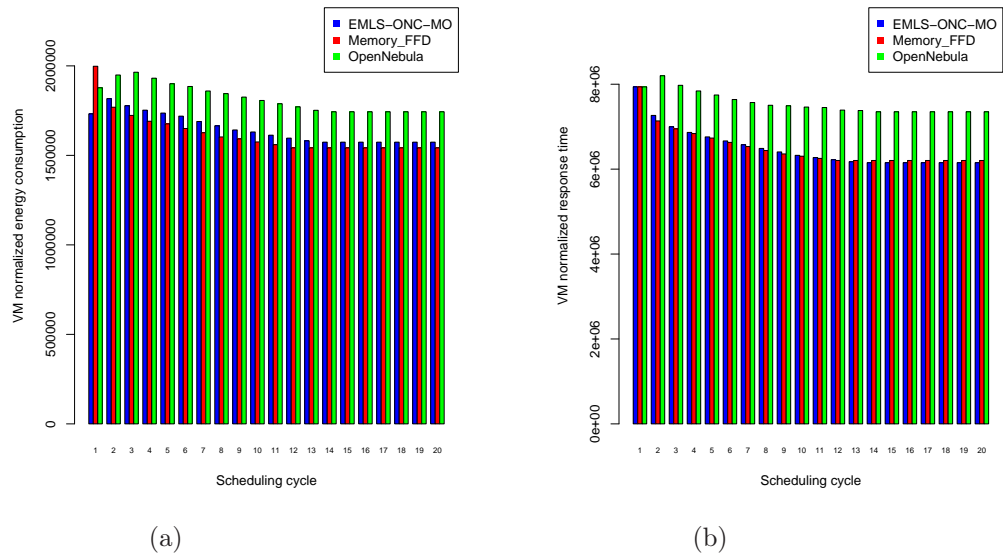 EMLS-ONC-MO
Memory_FFD
OpenNebula
VM normalized energy consumption
0
500000
1000000
1500000
2000000
1 2 3 4 5 6 7 8 9 10 11 12 13 14 15 16 17 18 19 20
Scheduling cycle
(a)
EMLS-ONC-MO
Memory_FFD
OpenNebula
VM normalized response time
0e+00
2e+06
4e+06
6e+06
8e+06
1 2 3 4 5 6 7 8 9 10 11 12 13 14 15 16 17 18 19 20
Scheduling cycle
(b)